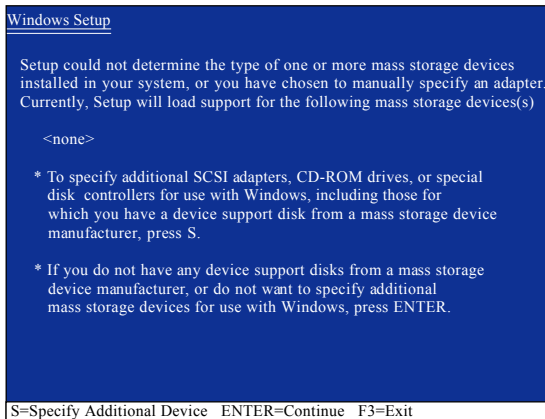 Windows Setup
Setup could not determine the type of one or more mass storage devices
installed in your system, or you have chosen to manually specify an adapter.
Currently, Setup will load support for the following mass storage devices(s)
<none>
* To specify additional SCSI adapters, CD-ROM drives, or special
disk controllers for use with Windows, including those for
which you have a device support disk from a mass storage device
manufacturer, press S.
* If you do not have any device support disks from a mass storage
device manufacturer, or do not want to specify additional
mass storage devices for use with Windows, press ENTER.
S=Specify Additional Device ENTER=Continue F3=Exit